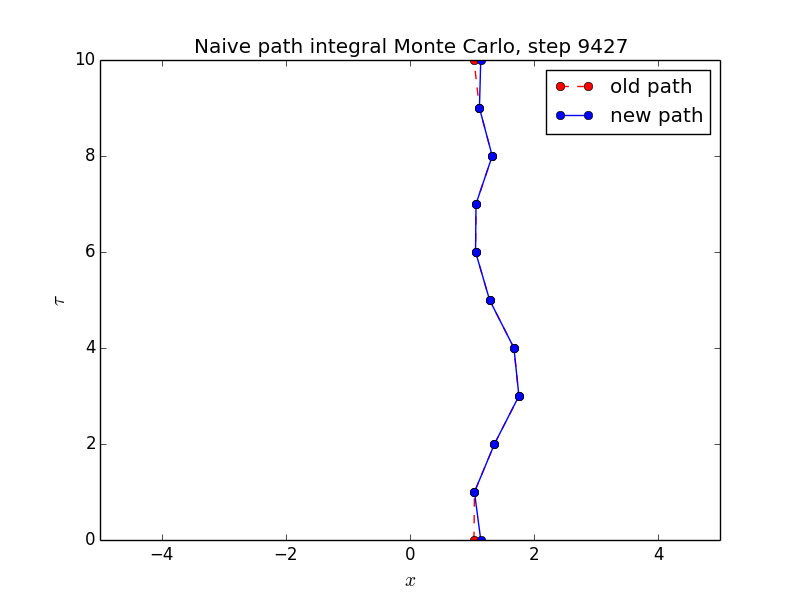 Naive path integral Monte Carlo, step 9427
old path
new path
10
8
6
4
2
0
τ
−4 −2 0 2 4
x